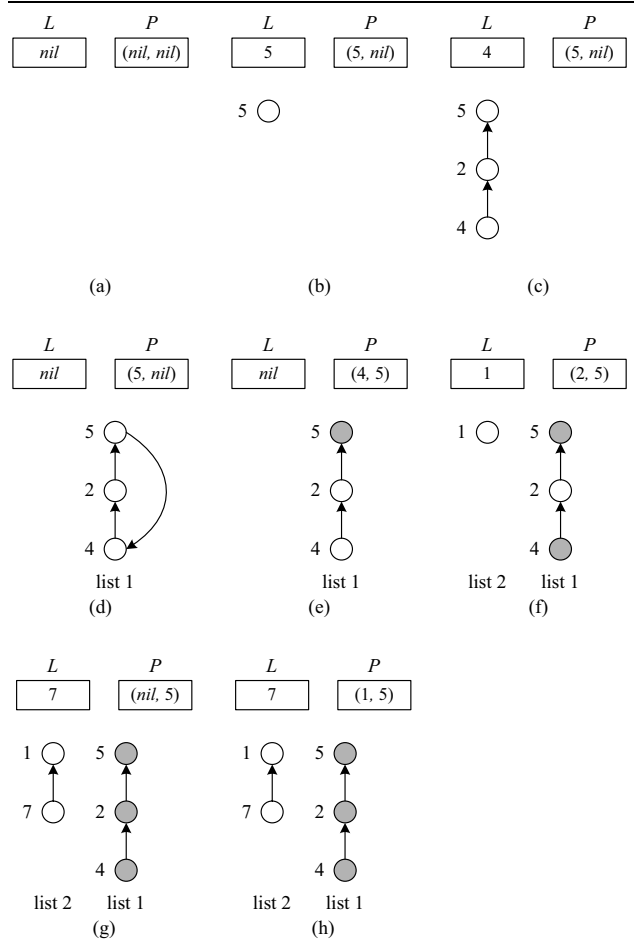 L P L P L P
nil (nil, nil) 5 (5, nil) 4 (5, nil)
5 5
2
4
(a) (b) (c)
L P L P L P
nil (5, nil) nil (4, 5) 1 (2, 5)
5 5 1 5
2 2 2
4 4 4
list 1 list 1 list 2 list 1
(d) (e) (f)
L P L P
7 (nil, 5) 7 (1, 5)
1 5 1 5
7 2 7 2
4 4
list 2 list 1 list 2 list 1
(g) (h)